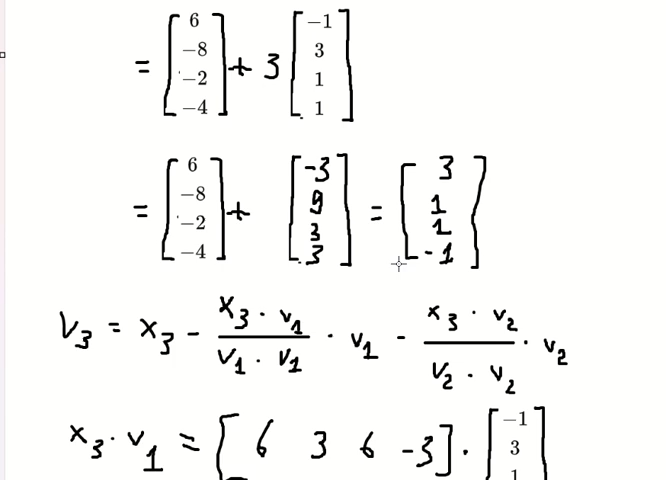 = [6 −8 −2 −4] + 3 [−1 3 1 1]
= [6 −8 −2 −4] + [-3 9 3 3] = [3 1 1 -1]
V₃ = x₃ - (x₃ · v₁)/(v₁ · v₁) · v₁ - (x₃ · v₂)/(v₂ · v₂) · v₂
x₃ · v₁ = [6 3 6 -3] · [−1 3 1